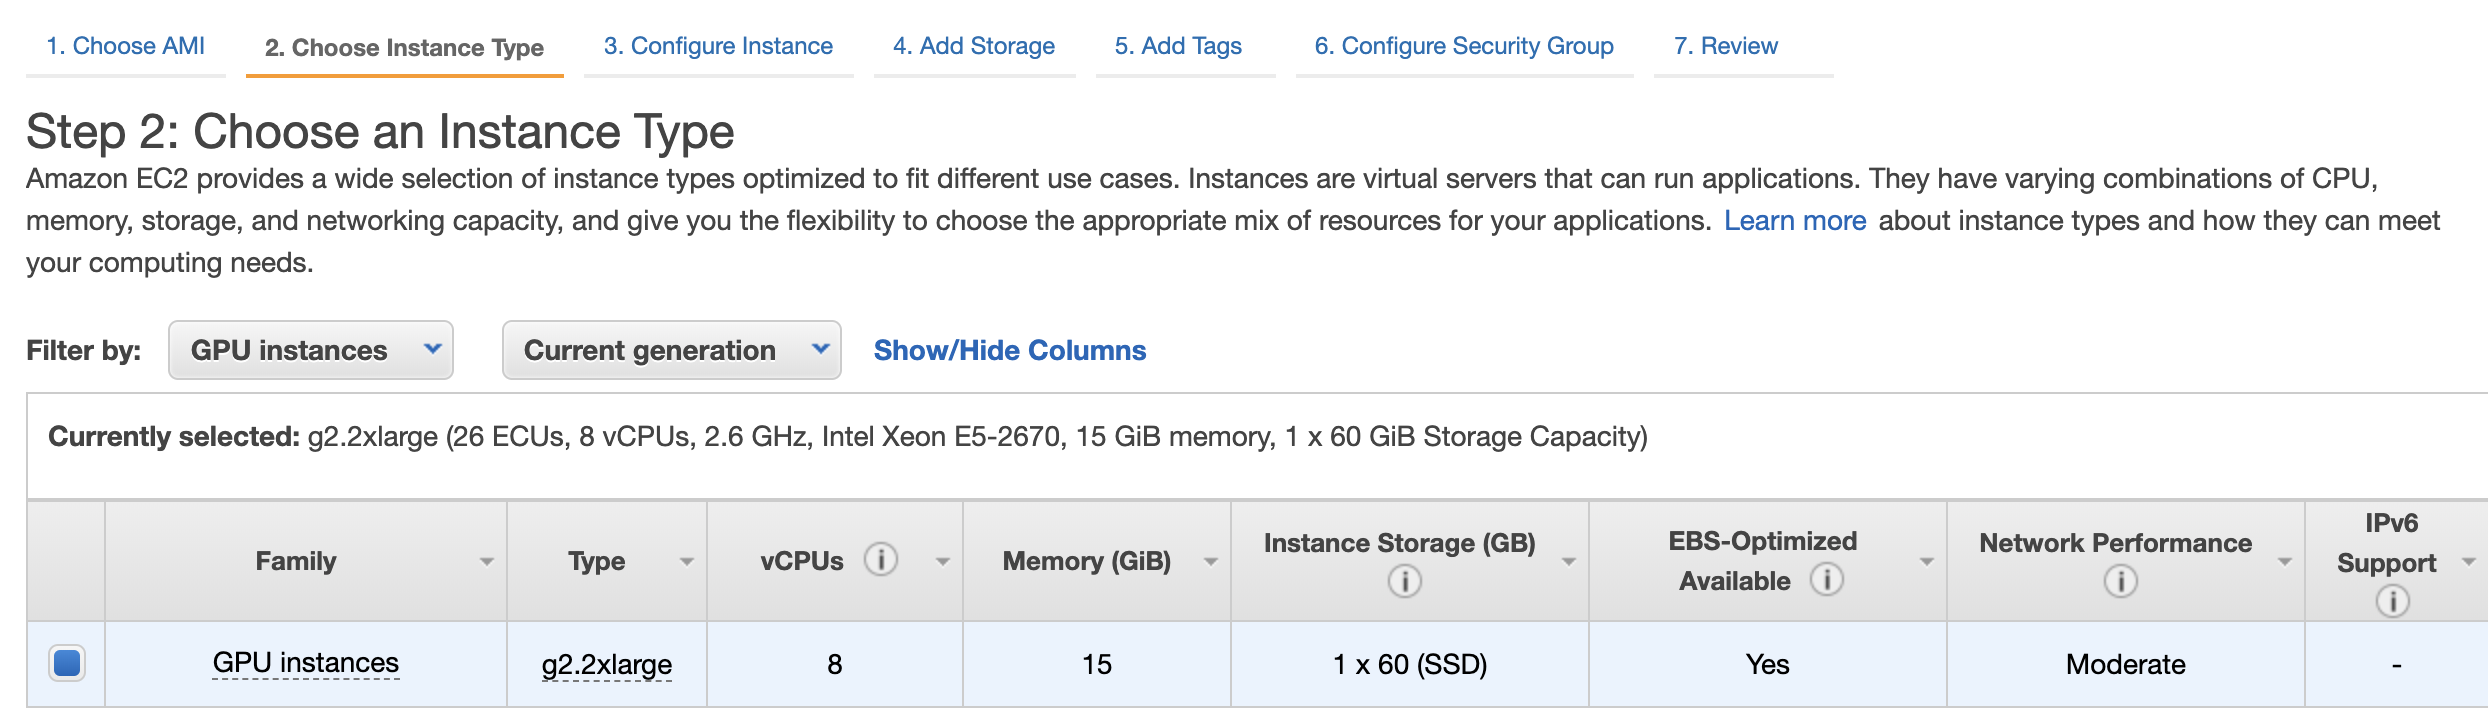 1. Choose AMI 2. Choose Instance Type 3. Configure Instance 4. Add Storage 5. Add Tags 6. Configure Security Group 7. Review
Step 2: Choose an Instance Type
Amazon EC2 provides a wide selection of instance types optimized to fit different use cases. Instances are virtual servers that can run applications. They have varying combinations of CPU,
memory, storage, and networking capacity, and give you the flexibility to choose the appropriate mix of resources for your applications. Learn more about instance types and how they can meet
your computing needs.
Filter by: GPU instances Current generation Show/Hide Columns
Currently selected: g2.2xlarge (26 ECUs, 8 vCPUs, 2.6 GHz, Intel Xeon E5-2670, 15 GiB memory, 1 x 60 GiB Storage Capacity)
Family Type vCPUs Memory (GiB) Instance Storage (GB) EBS-Optimized Available Network Performance IPv6 Support
GPU instances g2.2xlarge 8 15 1 x 60 (SSD) Yes Moderate -